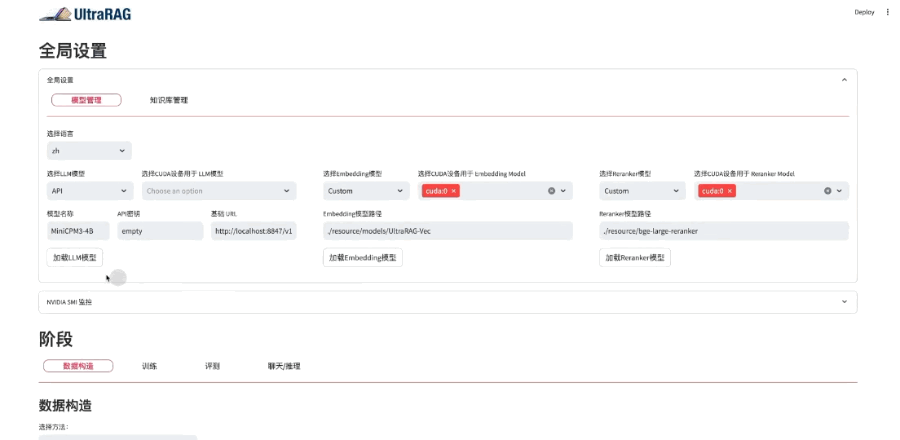 UltraRAG
Deploy
全局设置
全局设置
模型管理 知识库管理
选择语言
zh
选择LLM模型 选择CUDA设备用于 LLM模型 选择Embedding模型 选择CUDA设备用于 Embedding Model 选择Reranker模型 选择CUDA设备用于 Reranker Model
API Choose an option Custom cuda:0 × Custom cuda:0 ×
模型名称 API密钥 基础 URL Embedding模型路径 Reranker模型路径
MiniCPM3-4B empty http://localhost:8847/v1 ./resource/models/UltraRAG-Vec ./resource/bge-large-reranker
加载LLM模型 加载Embedding模型 加载Reranker模型
NVIDIA SMI 监控
阶段
数据构造 训练 评测 聊天/推理
数据构造
选择方法: